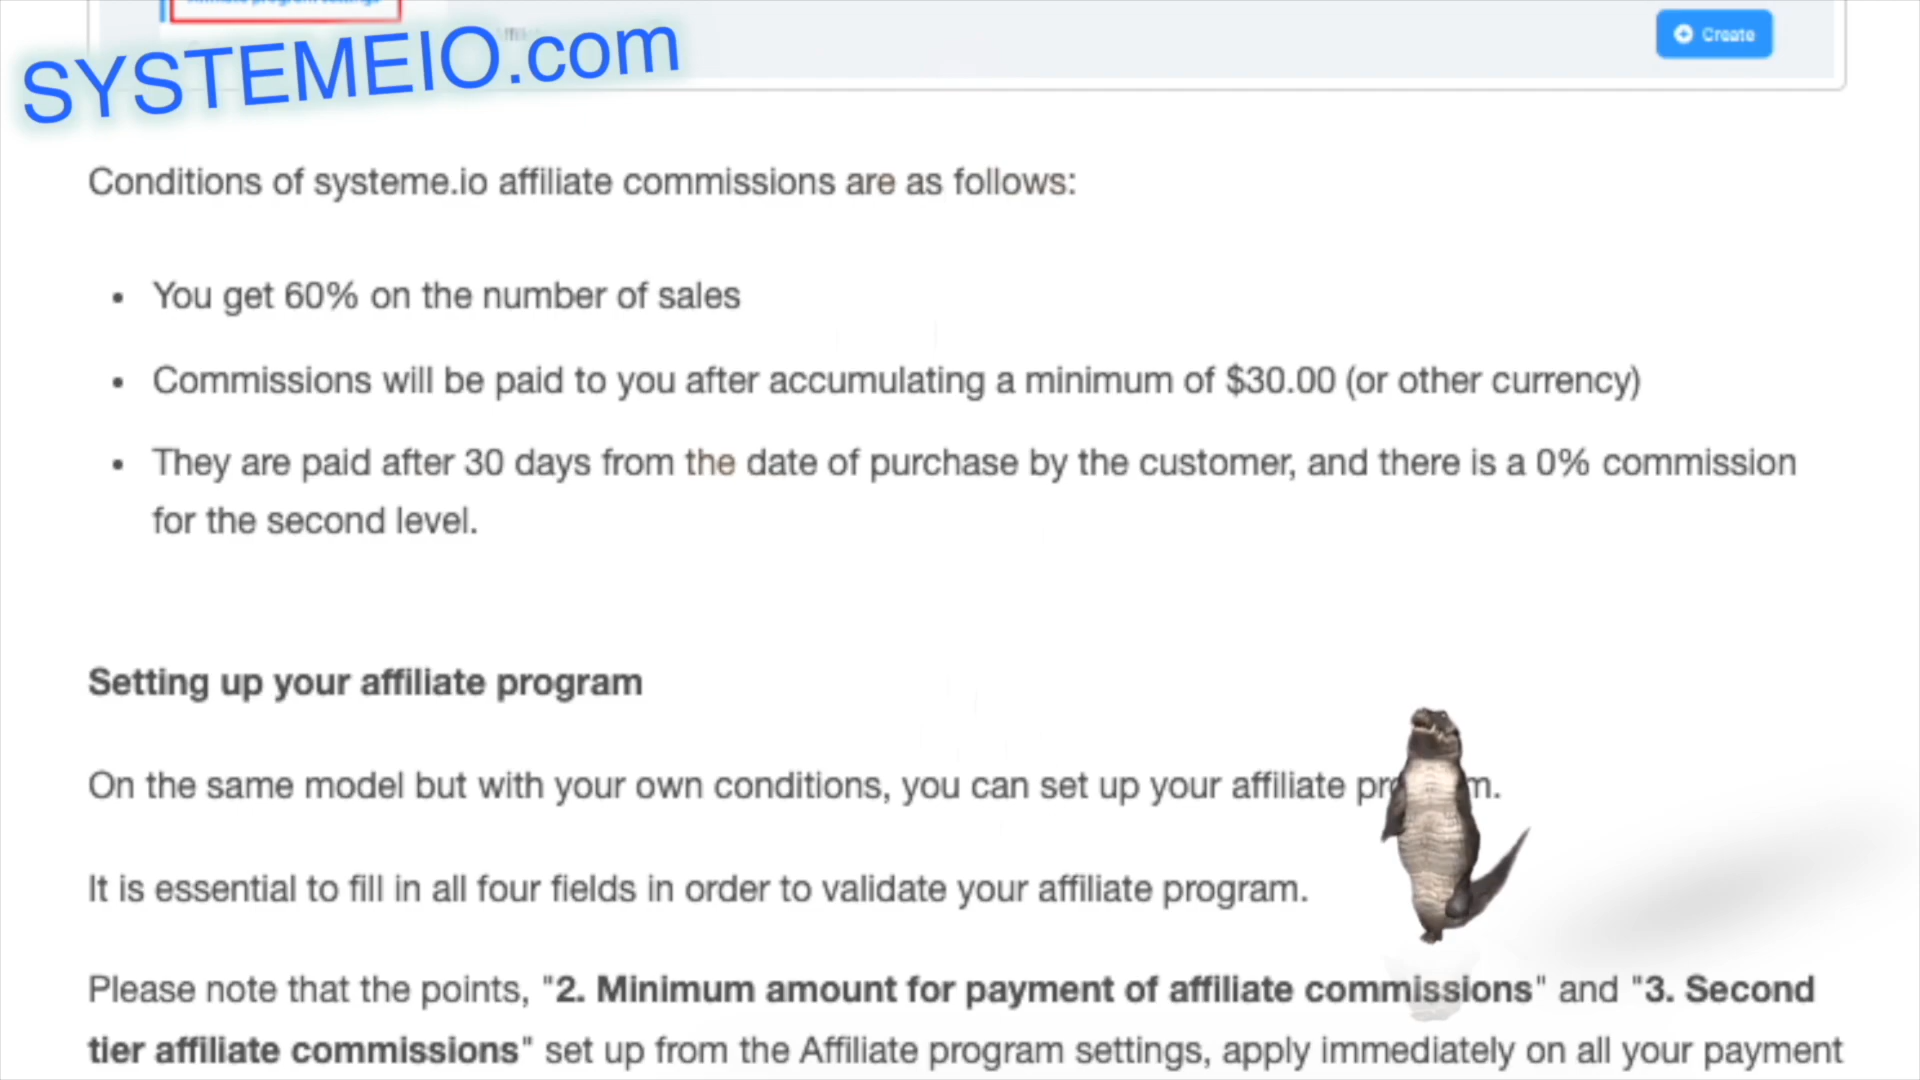 SYSTEMEIO.com
Create
Conditions of systeme.io affiliate commissions are as follows:
• You get 60% on the number of sales
• Commissions will be paid to you after accumulating a minimum of $30.00 (or other currency)
• They are paid after 30 days from the date of purchase by the customer, and there is a 0% commission
for the second level.
Setting up your affiliate program
On the same model but with your own conditions, you can set up your affiliate
It is essential to fill in all four fields in order to validate your affiliate program.
Please note that the points, "2. Minimum amount for payment of affiliate commissions" and "3. Second
tier affiliate commissions" set up from the Affiliate program settings, apply immediately on all your payment